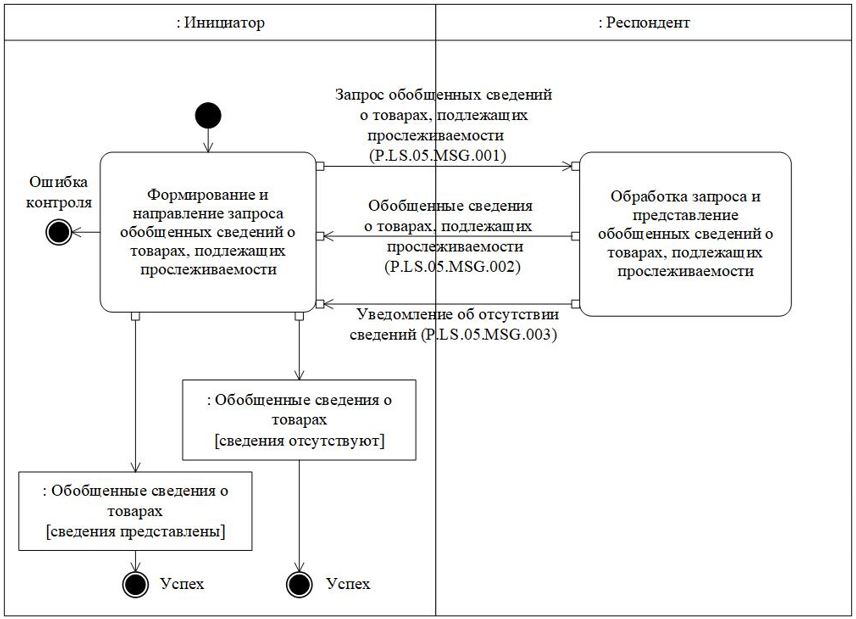 : Инициатор
: Респондент
Запрос обобщенных сведений
о товарах, подлежащих
прослеживаемости
(P.LS.05.MSG.001)
Ошибка
контроля
Формирование и
направление запроса
обобщенных сведений о
товарах, подлежащих
прослеживаемости
Обобщенные сведения
о товарах, подлежащих
прослеживаемости
(P.LS.05.MSG.002)
Обработка запроса и
представление
обобщенных сведений о
товарах, подлежащих
прослеживаемости
Уведомление об отсутствии
сведений (P.LS.05.MSG.003)
: Обобщенные сведения о
товарах
[сведения отсутствуют]
: Обобщенные сведения о
товарах
[сведения представлены]
Успех
Успех